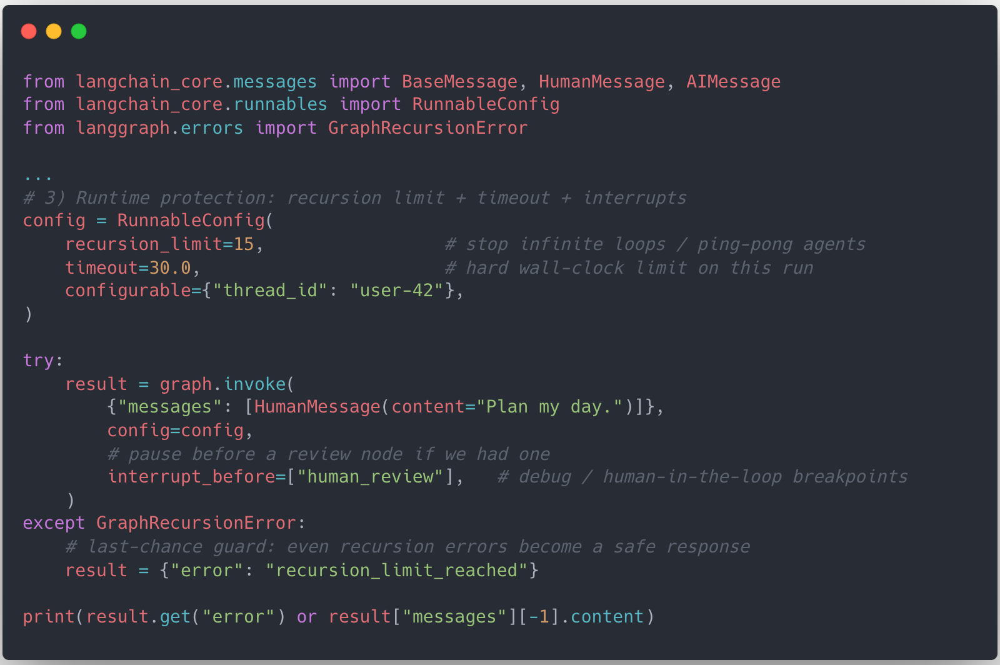 from langchain_core.messages import BaseMessage, HumanMessage, AIMessage
from langchain_core.runnables import RunnableConfig
from langgraph.errors import GraphRecursionError

...
# 3) Runtime protection: recursion limit + timeout + interrupts
config = RunnableConfig(
    recursion_limit=15,                 # stop infinite loops / ping-pong agents
    timeout=30.0,                       # hard wall-clock limit on this run
    configurable={"thread_id": "user-42"},
)

try:
    result = graph.invoke(
        {"messages": [HumanMessage(content="Plan my day.")]},
        config=config,
        # pause before a review node if we had one
        interrupt_before=["human_review"],   # debug / human-in-the-loop breakpoints
    )
except GraphRecursionError:
    # last-chance guard: even recursion errors become a safe response
    result = {"error": "recursion_limit_reached"}

print(result.get("error") or result["messages"][-1].content)